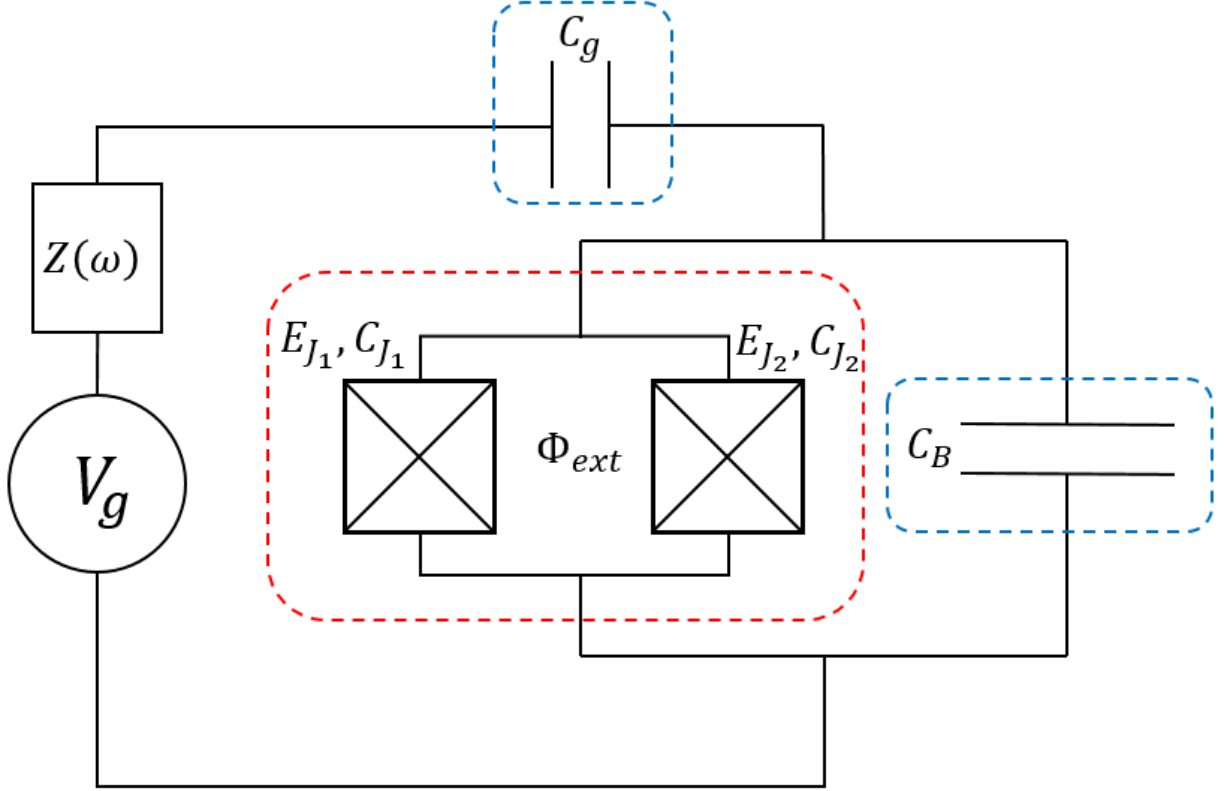 C_g
Z(ω)
E_{J_1}, C_{J_1}
E_{J_2}, C_{J_2}
Φ_{ext}
C_B
V_g